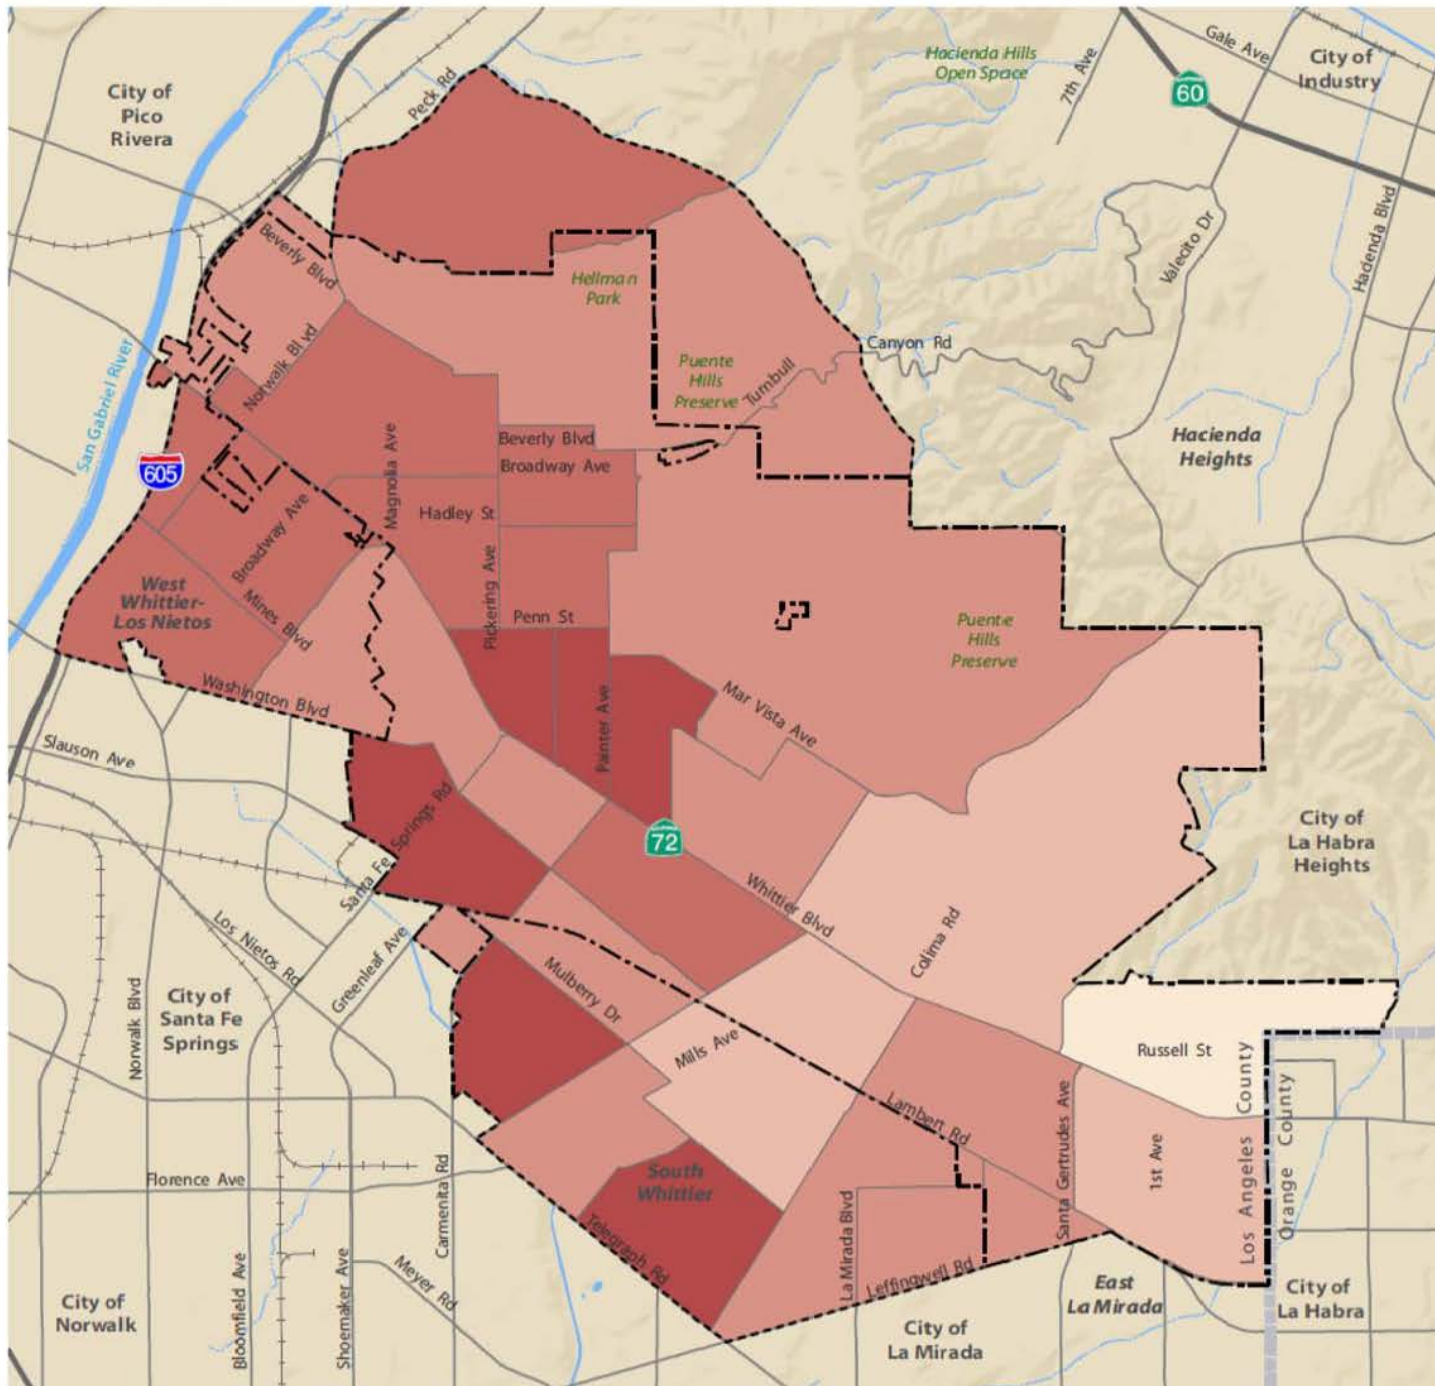 Hacienda Hills
Open Space
7th Ave
Gale Ave
City of
Industry
60
City of
Pico
Rivera
Peck Rd
Valecito Dr
Hadenda Blvd
Beverly Blvd
Hellman
Park
Canyon Rd
Turnbull
Puente
Hills
Preserve
Norwalk Bl vd
San Gabriel River
Magnolia Ave
Beverly Blvd
Broadway Ave
Hacienda
Heights
605
Hadley St
Broadway Ave
Pickering Ave
West
Whittier-
Los Nietos
Mines Blvd
Penn St
Puente
Hills
Preserve
Washington Blvd
Painter Ave
Mar Vista Ave
Slauson Ave
Santa Fe Springs Rd
72
City of
La Habra
Heights
Whittier Blvd
Colima Rd
Los Nietos Rd
Greenleaf Ave
Mulberry Dr
Norwalk Blvd
City of
Santa Fe
Springs
Mills Ave
Russell St
Lambert Rd
Santa Gertrudes Ave
1st Ave
Los Angeles County
Orange County
Florence Ave
Carmenita Rd
South
Whittier
Telegraph Rd
La Mirada Blvd
Leffingwell Rd
Meyer Rd
Bloomfield Ave
Shoemaker Ave
City of
Norwalk
East
La Mirada
City of
La Habra
City of
La Mirada